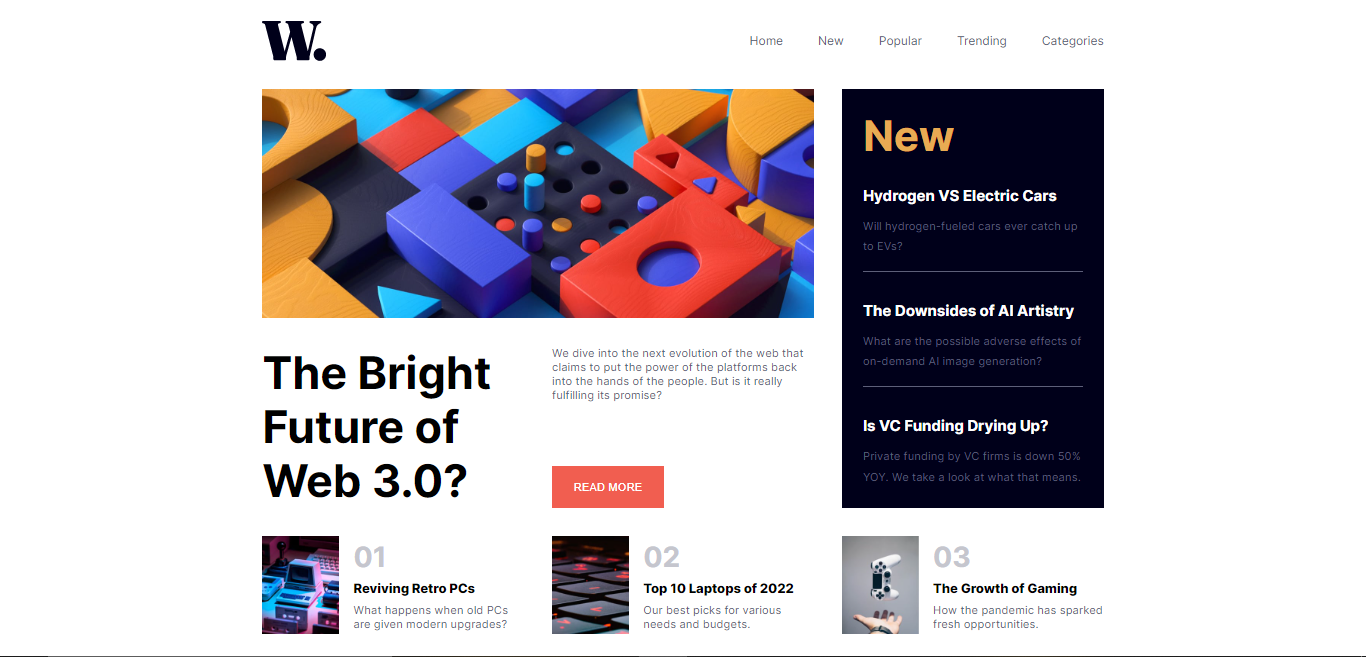 W.
Home
New
Popular
Trending
Categories
The Bright
Future of
Web 3.0?
We dive into the next evolution of the web that
claims to put the power of the platforms back
into the hands of the people. But is it really
fulfilling its promise?
READ MORE
New
Hydrogen VS Electric Cars
Will hydrogen-fueled cars ever catch up
to EVs?
The Downsides of AI Artistry
What are the possible adverse effects of
on-demand AI image generation?
Is VC Funding Drying Up?
Private funding by VC firms is down 50%
YOY. We take a look at what that means.
01
Reviving Retro PCs
What happens when old PCs
are given modern upgrades?
02
Top 10 Laptops of 2022
Our best picks for various
needs and budgets.
03
The Growth of Gaming
How the pandemic has sparked
fresh opportunities.